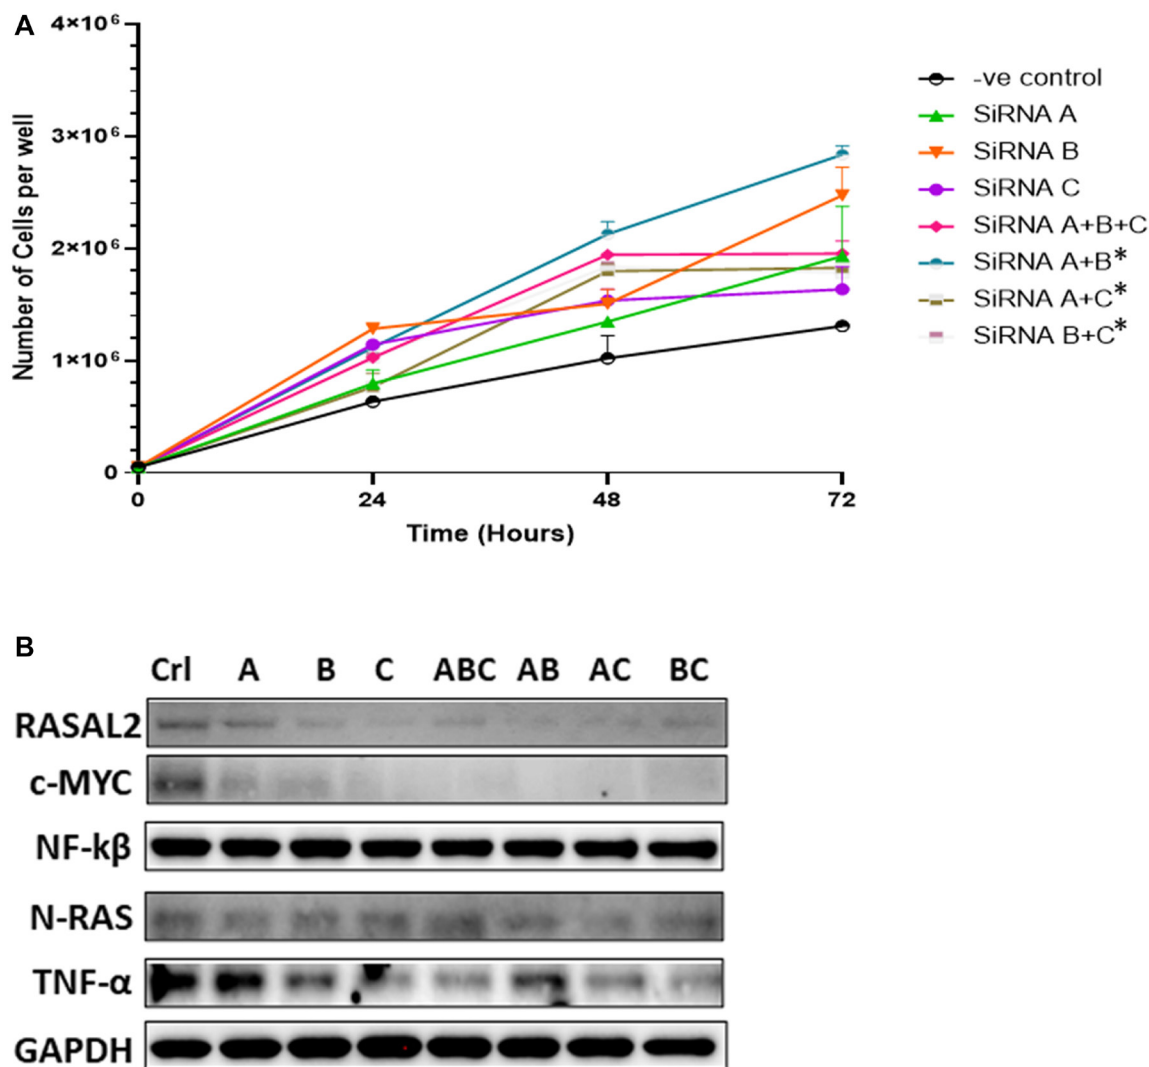 A
4×10⁶
3×10⁶
2×10⁶
1×10⁶
0
Number of Cells per well
0 24 48 72
Time (Hours)
-ve control
SiRNA A
SiRNA B
SiRNA C
SiRNA A+B+C
SiRNA A+B*
SiRNA A+C*
SiRNA B+C*
B
Crl A B C ABC AB AC BC
RASAL2
c-MYC
NF-kβ
N-RAS
TNF-α
GAPDH